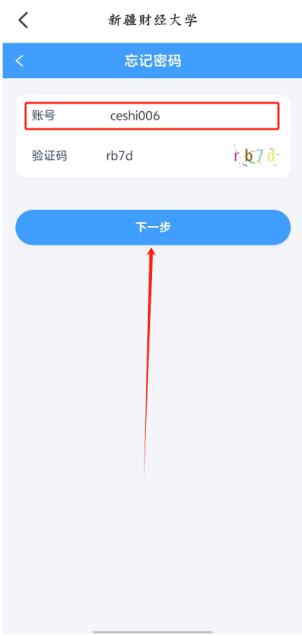 新疆财经大学
忘记密码
账号 ceshi006
验证码 rb7d rb7d
下一步